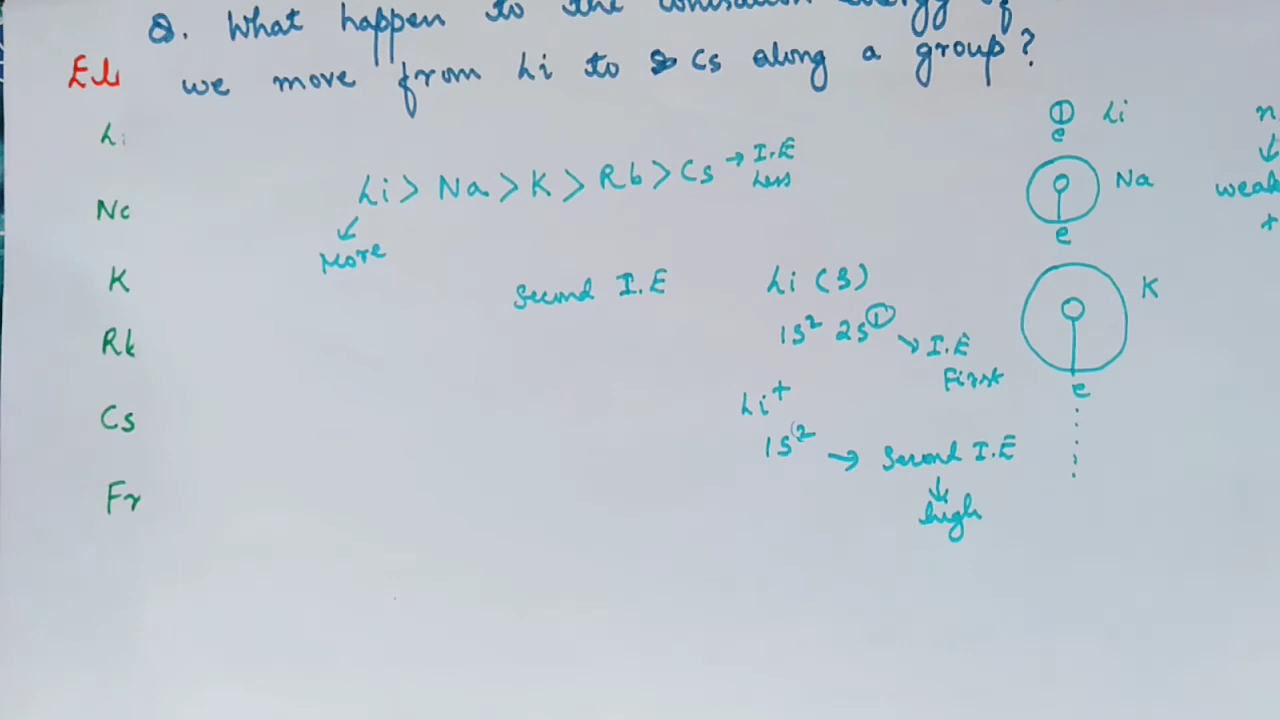 Q. What happen to the
we move from Li to Cs along a group?
El
Li
Na
K
Rb
Cs
Fr
Li > Na > K > Rb > Cs → I.E
Less
More
Second I.E
Li (3)
1s² 2s¹ → I.E
First
Li⁺
1s² → Second I.E
high
1 Li
e
Na
e
K
e
n
weak
+